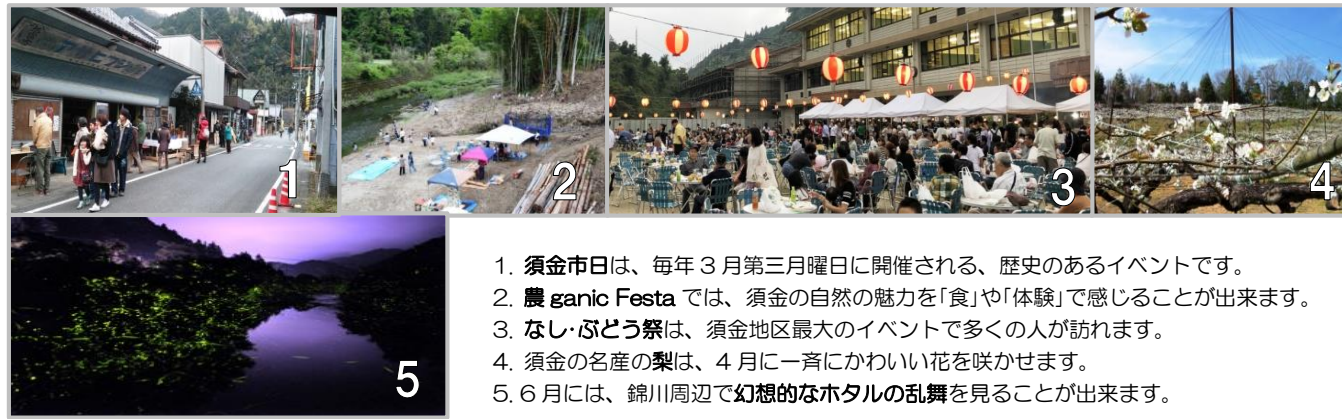 1
2
3
4
5
1. 須金市日は、毎年3月第三月曜日に開催される、歴史のあるイベントです。
2. 農 ganic Festa では、須金の自然の魅力を「食」や「体験」で感じることが出来ます。
3. なし・ぶどう祭は、須金地区最大のイベントで多くの人が訪れます。
4. 須金の名産の梨は、4月に一斉にかわいい花を咲かせます。
5. 6月には、錦川周辺で幻想的なホタルの乱舞を見ることが出来ます。